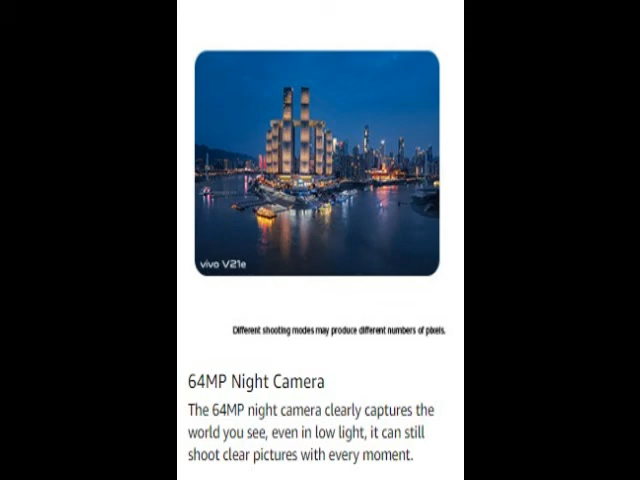 vivo V21e
Different shooting modes may produce different numbers of pixels.
64MP Night Camera
The 64MP night camera clearly captures the
world you see, even in low light, it can still
shoot clear pictures with every moment.